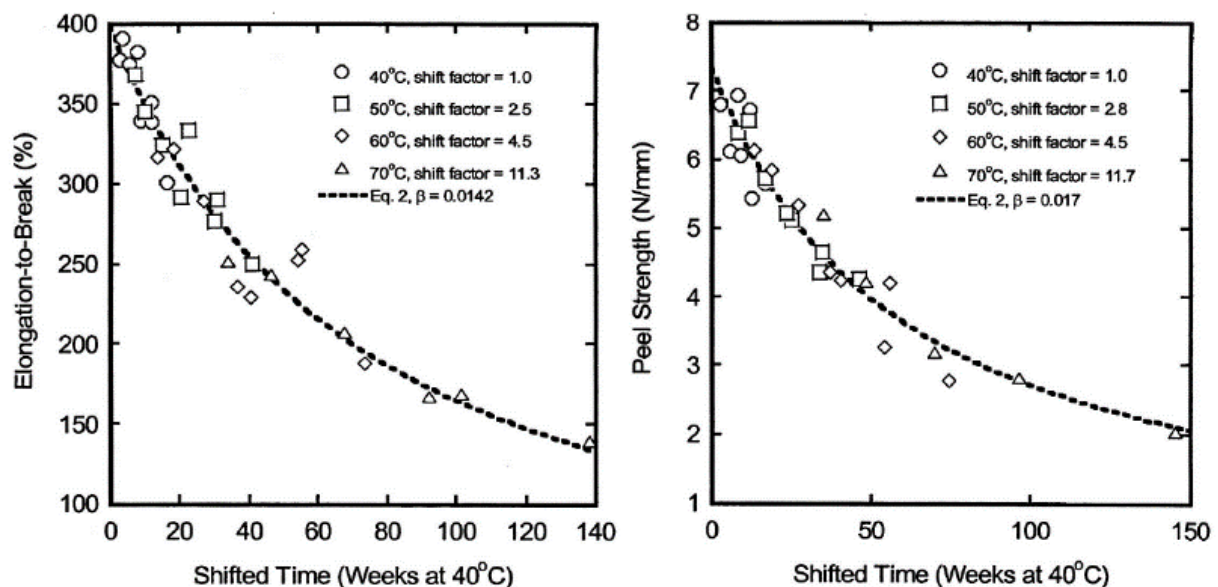 Elongation-to-Break (%)
400
350
300
250
200
150
100
40°C, shift factor = 1.0
50°C, shift factor = 2.5
60°C, shift factor = 4.5
70°C, shift factor = 11.3
Eq. 2, β = 0.0142
0 20 40 60 80 100 120 140
Shifted Time (Weeks at 40°C)
Peel Strength (N/mm)
8
7
6
5
4
3
2
1
40°C, shift factor = 1.0
50°C, shift factor = 2.8
60°C, shift factor = 4.5
70°C, shift factor = 11.7
Eq. 2, β = 0.017
0 50 100 150
Shifted Time (Weeks at 40°C)